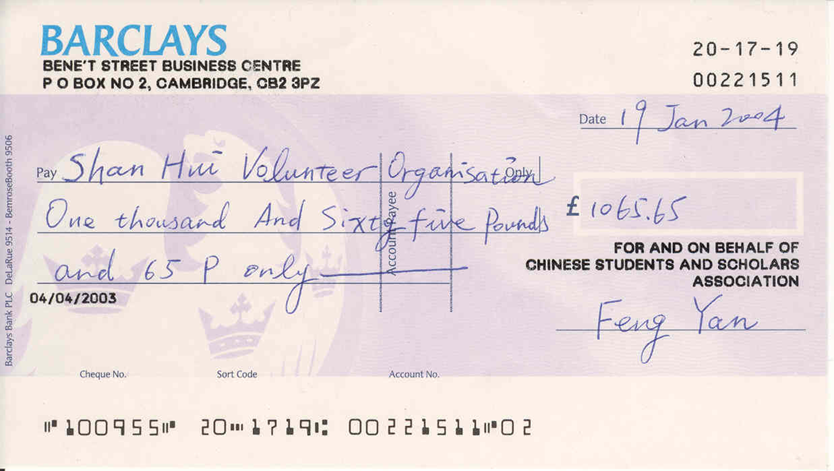 BARCLAYS
BENE'T STREET BUSINESS CENTRE
P O BOX NO 2, CAMBRIDGE, CB2 3PZ
20-17-19
00221511
Date 19 Jan 2004
Pay Shan Hui Volunteer Organisation Only
One thousand And Sixty five Pounds
£ 1065.65
and 65 P only
Account Payee
FOR AND ON BEHALF OF
CHINESE STUDENTS AND SCHOLARS
ASSOCIATION
04/04/2003
Feng Yan
Barclays Bank PLC DeLaRue 9514 - BemroseBooth 9506
Cheque No. Sort Code Account No.
⑈100955⑈ 20⑉1719⑆ 00221511⑈02